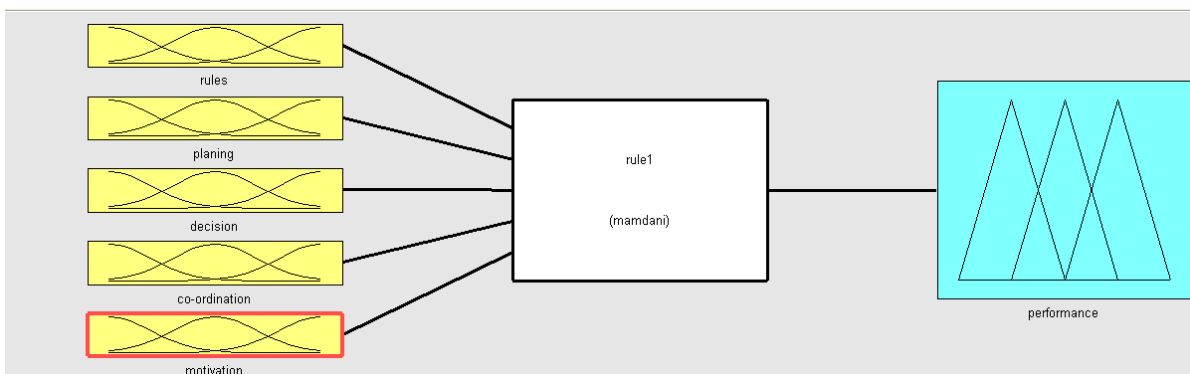 rules
planing
decision
co-ordination
motivation
rule1
(mamdani)
performance